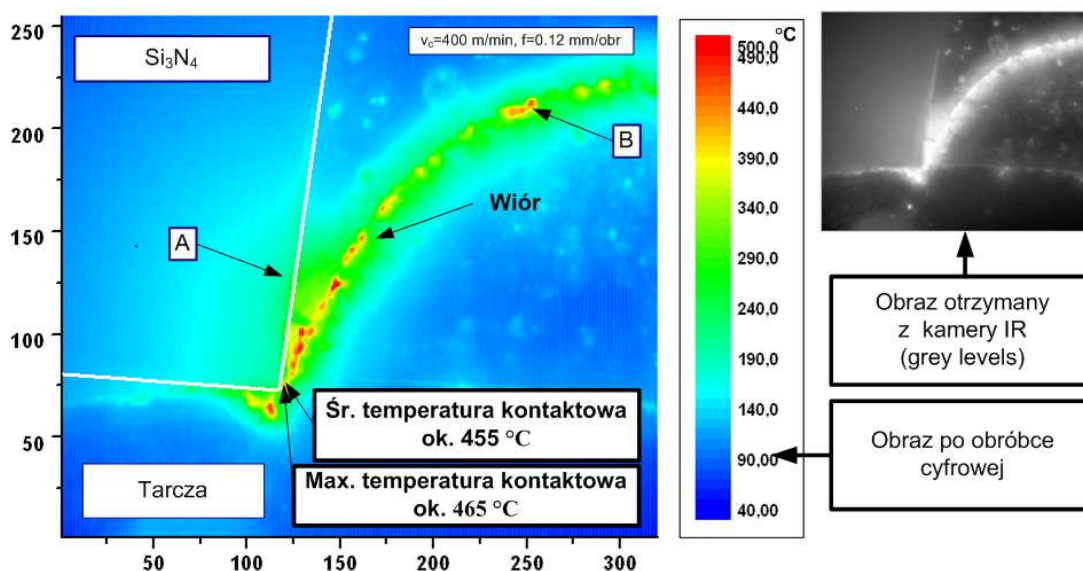 250
200
150
100
50
50
100
150
200
250
300
Si₃N₄
v꜀=400 m/min, f=0.12 mm/obr
A
B
Wiór
Śr. temperatura kontaktowa
ok. 455 °C
Max. temperatura kontaktowa
ok. 465 °C
Tarcza
°C
500,0
490,0
440,0
390,0
340,0
290,0
240,0
190,0
140,0
90,00
40,00
Obraz otrzymany
z kamery IR
(grey levels)
Obraz po obróbce
cyfrowej